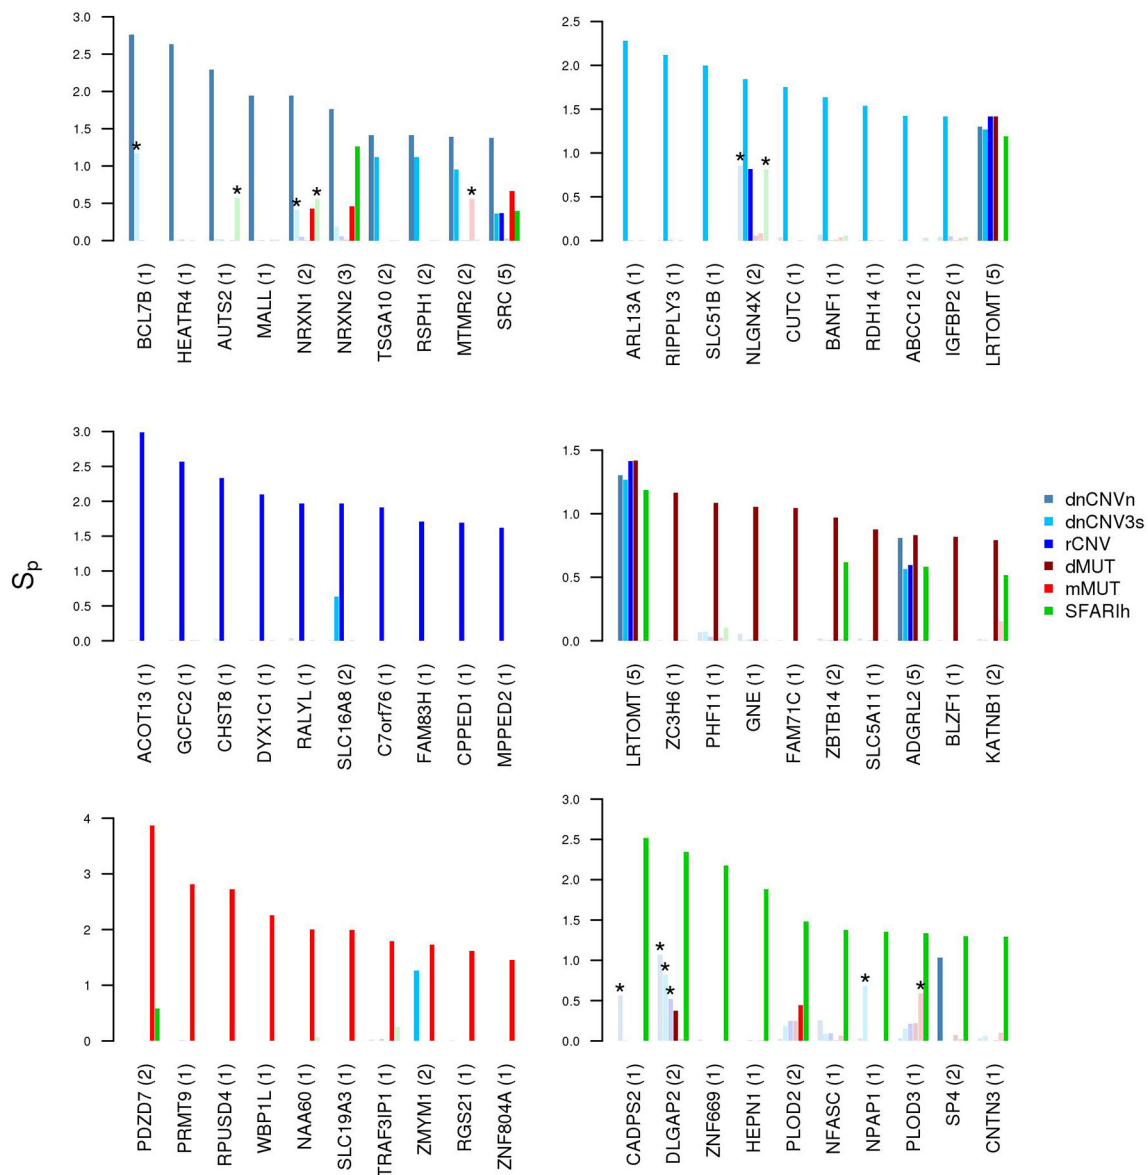 3.0
2.5
2.0
1.5
1.0
0.5
0.0
*
*
*
*
*
BCL7B (1)
HEATR4 (1)
AUTS2 (1)
MALL (1)
NRXN1 (2)
NRXN2 (3)
TSGA10 (2)
RSPH1 (2)
MTMR2 (2)
SRC (5)
2.5
2.0
1.5
1.0
0.5
0.0
*
*
ARL13A (1)
RIPPLY3 (1)
SLC51B (1)
NLGN4X (2)
CUTC (1)
BANF1 (1)
RDH14 (1)
ABCC12 (1)
IGFBP2 (1)
LRTOMT (5)
Sp
3.0
2.5
2.0
1.5
1.0
0.5
0.0
ACOT13 (1)
GCFC2 (1)
CHST8 (1)
DYX1C1 (1)
RALYL (1)
SLC16A8 (2)
C7orf76 (1)
FAM83H (1)
CPPED1 (1)
MPPED2 (1)
1.5
1.0
0.5
0.0
LRTOMT (5)
ZC3H6 (1)
PHF11 (1)
GNE (1)
FAM71C (1)
ZBTB14 (2)
SLC5A11 (1)
ADGRL2 (5)
BLZF1 (1)
KATNB1 (2)
dnCNVn
dnCNV3s
rCNV
dMUT
mMUT
SFARIh
4
3
2
1
0
PDZD7 (2)
PRMT9 (1)
RPUSD4 (1)
WBP1L (1)
NAA60 (1)
SLC19A3 (1)
TRAF3IP1 (1)
ZMYM1 (2)
RGS21 (1)
ZNF804A (1)
3.0
2.5
2.0
1.5
1.0
0.5
0.0
*
*
*
*
*
*
CADPS2 (1)
DLGAP2 (2)
ZNF669 (1)
HEPN1 (1)
PLOD2 (2)
NFASC (1)
NPAP1 (1)
PLOD3 (1)
SP4 (2)
CNTN3 (1)